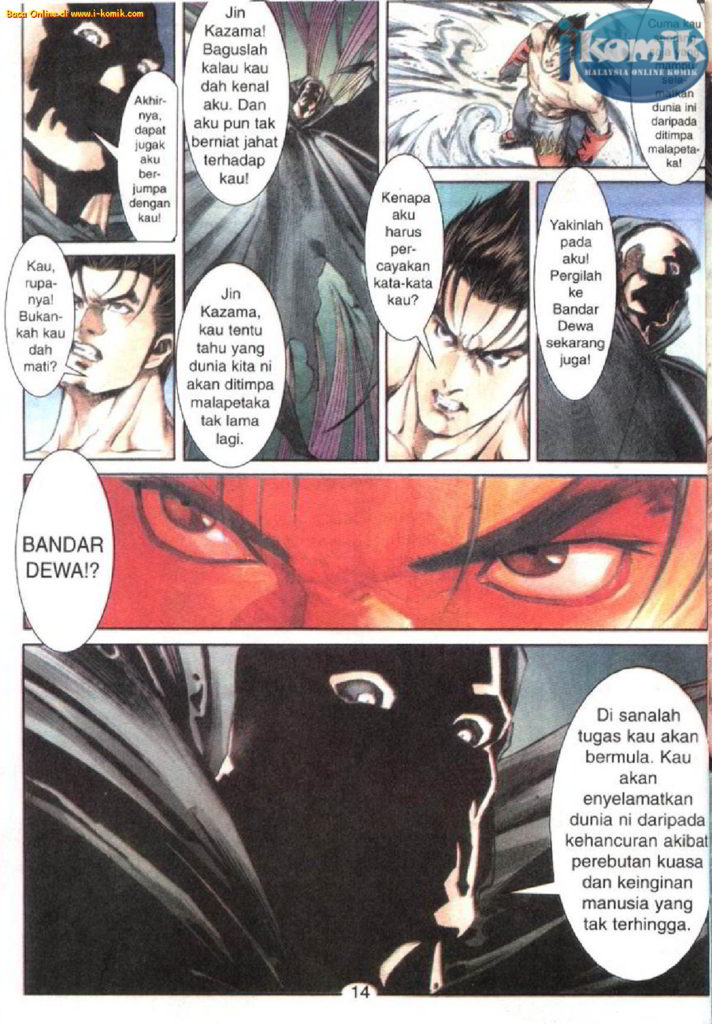 Baca Online di www.i-komik.com
Akhir-
nya, dapat
jugak
aku
ber-
jumpa
dengan
kau!
Kau,
rupa-
nya!
Bukan-
kah kau
dah
mati?
Jin
Kazama!
Baguslah
kalau kau
dah kenal
aku. Dan
aku pun tak
berniat jahat
terhadap
kau!
Jin
Kazama,
kau tentu
tahu yang
dunia kita ni
akan ditimpa
malapetaka
tak lama
lagi.
ikomik
MALAYSIA ONLINE KOMIK
Cuma kau
mampu
sela-
matkan
dunia ini
daripada
ditimpa
malapeta-
ka!
Kenapa
aku
harus
per-
cayakan
kata-kata
kau?
Yakinlah
pada
aku!
Pergilah
ke
Bandar
Dewa
sekarang
juga!
BANDAR
DEWA!?
Di sanalah
tugas kau akan
bermula. Kau
akan
enyelamatkan
dunia ni daripada
kehancuran akibat
perebutan kuasa
dan keinginan
manusia yang
tak terhingga.
14